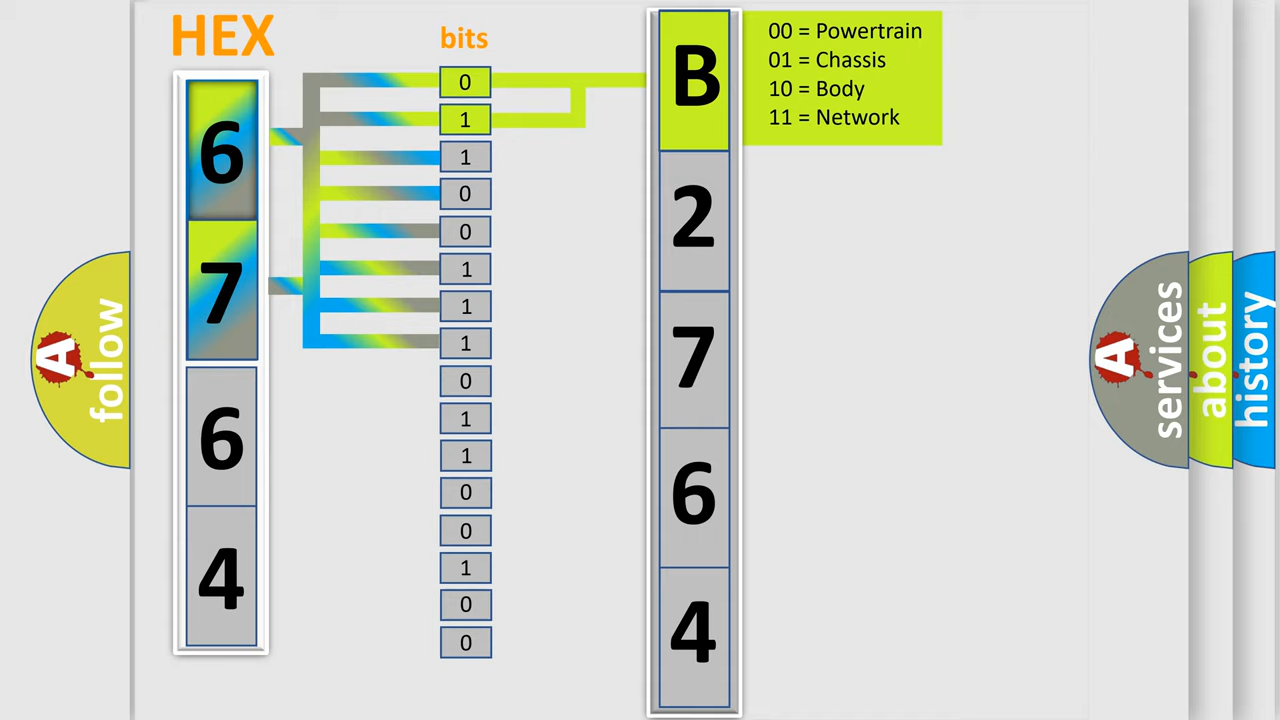 HEX
bits
6
7
6
4
0
1
1
0
0
1
1
1
0
1
1
0
0
1
0
0
B
2
7
6
4
00 = Powertrain
01 = Chassis
10 = Body
11 = Network
A
follow
A
services
about
history